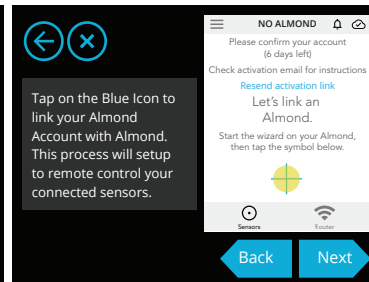 Tap on the Blue Icon to
link your Almond
Account with Almond.
This process will setup
to remote control your
connected sensors.
NO ALMOND
Please confirm your account
(6 days left)
Check activation email for instructions
Resend activation link
Let's link an
Almond.
Start the wizard on your Almond,
then tap the symbol below.
Sensors
Router
Back
Next